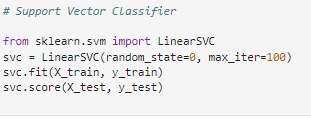 # Support Vector Classifier
from sklearn.svm import LinearSVC
svc = LinearSVC(random_state=0, max_iter=100)
svc.fit(X_train, y_train)
svc.score(X_test, y_test)